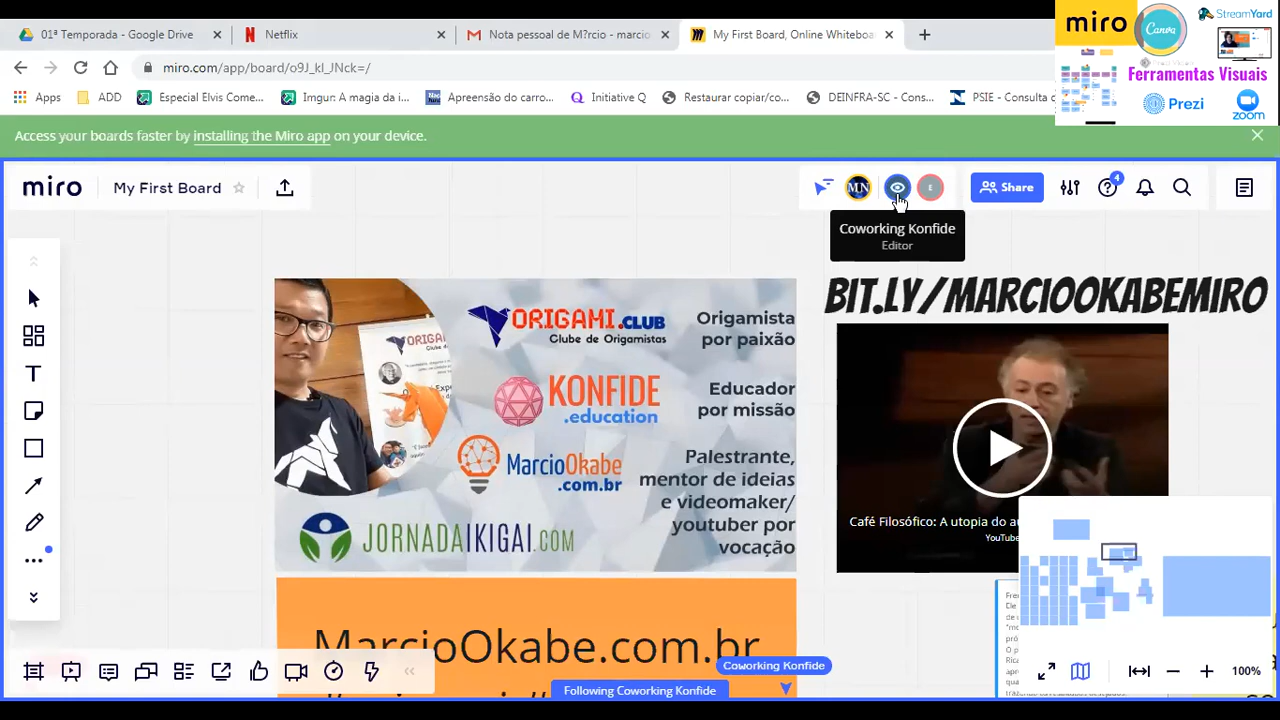 01ª Temporada - Google Drive
Netflix
Nota pessoal de M?rcio - marcio
My First Board, Online Whiteboa
miro.com/app/board/o9J_kl_JNck=/
Apps
ADD
Especial EMC - Come...
Imgur: A
Apreensão do carro
Initiative Q
Restaurar copiar/co...
SEINFRA-SC - Cons...
PSIE - Consulta
miro
Canva
StreamYard
Ferramentas Visuais
Prezi
zoom
Access your boards faster by installing the Miro app on your device.
miro
My First Board
MN
E
Share
4
Coworking Konfide
Editor
BIT.LY/MARCIOOKABEMIRO
ORIGAMI.CLUB
Clube de Origamistas
Origamista
por paixão
KONFIDE
.education
Educador
por missão
MarcioOkabe
.com.br
Palestrante,
mentor de ideias
e videomaker/
youtuber por
vocação
JORNADAIKIGAI.COM
Café Filosófico: A utopia do a
YouTube
MarcioOkabe.com.br
Coworking Konfide
Following Coworking Konfide
100%